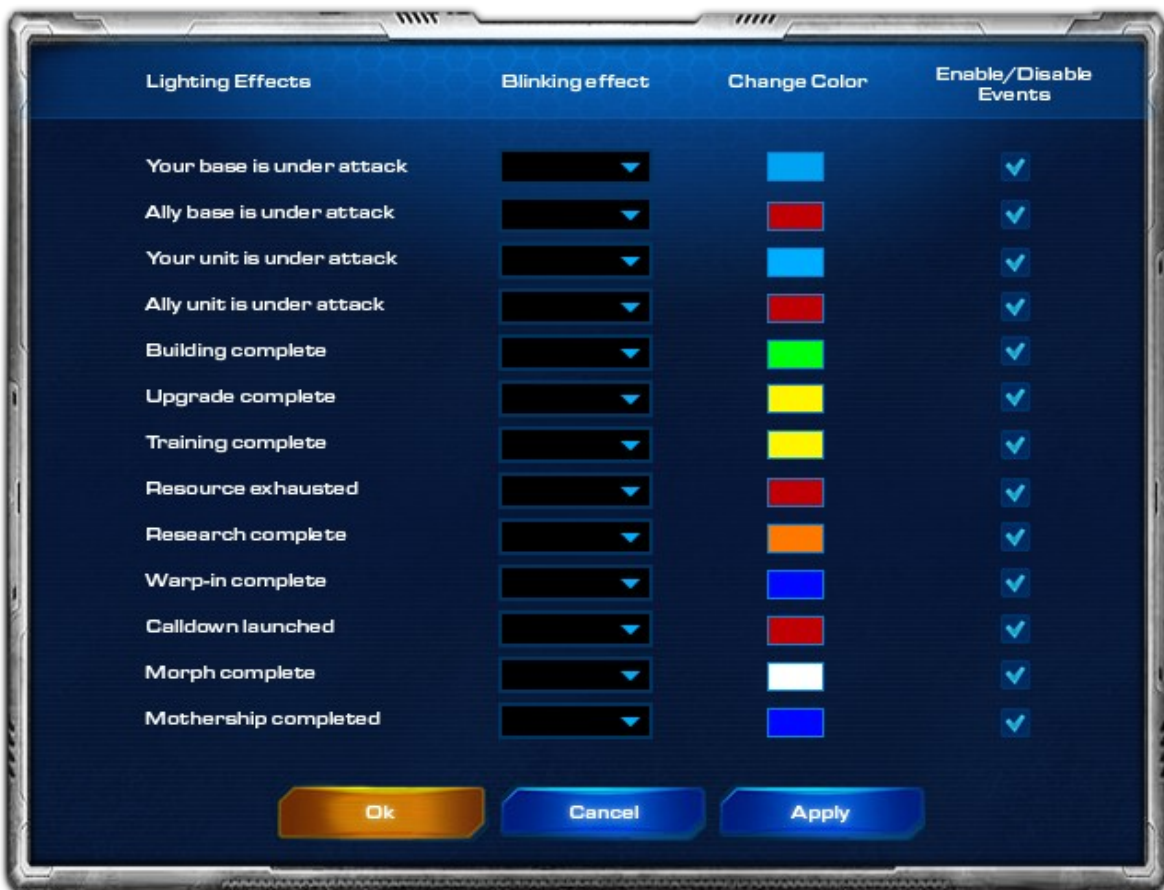 Lighting Effects Blinking effect Change Color Enable/Disable
Events
Your base is under attack
Ally base is under attack
Your unit is under attack
Ally unit is under attack
Building complete
Upgrade complete
Training complete
Resource exhausted
Research complete
Warp-in complete
Calldown launched
Morph complete
Mothership completed
Ok Cancel Apply